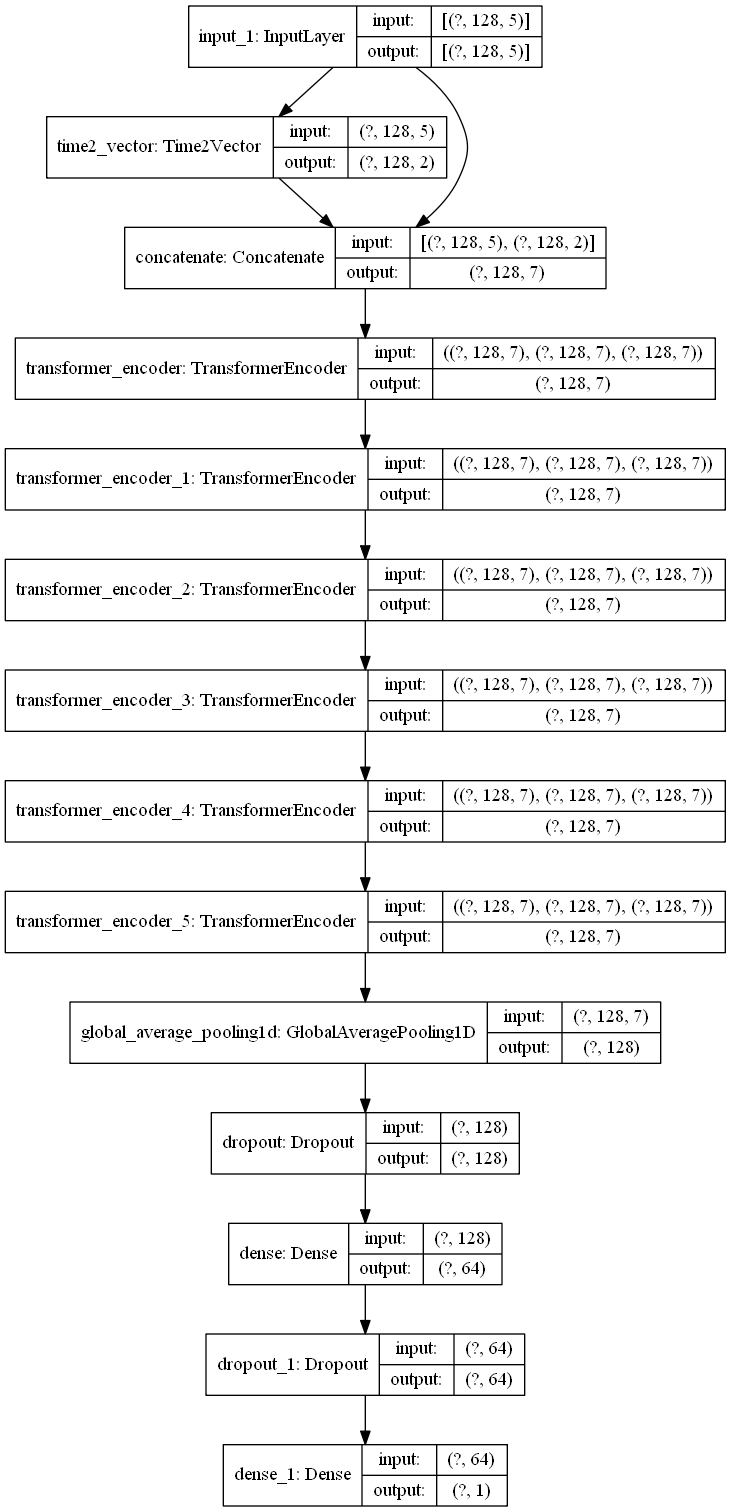 input_1: InputLayer
input: [(?, 128, 5)]
output: [(?, 128, 5)]
time2_vector: Time2Vector
input: (?, 128, 5)
output: (?, 128, 2)
concatenate: Concatenate
input: [(?, 128, 5), (?, 128, 2)]
output: (?, 128, 7)
transformer_encoder: TransformerEncoder
input: ((?, 128, 7), (?, 128, 7), (?, 128, 7))
output: (?, 128, 7)
transformer_encoder_1: TransformerEncoder
input: ((?, 128, 7), (?, 128, 7), (?, 128, 7))
output: (?, 128, 7)
transformer_encoder_2: TransformerEncoder
input: ((?, 128, 7), (?, 128, 7), (?, 128, 7))
output: (?, 128, 7)
transformer_encoder_3: TransformerEncoder
input: ((?, 128, 7), (?, 128, 7), (?, 128, 7))
output: (?, 128, 7)
transformer_encoder_4: TransformerEncoder
input: ((?, 128, 7), (?, 128, 7), (?, 128, 7))
output: (?, 128, 7)
transformer_encoder_5: TransformerEncoder
input: ((?, 128, 7), (?, 128, 7), (?, 128, 7))
output: (?, 128, 7)
global_average_pooling1d: GlobalAveragePooling1D
input: (?, 128, 7)
output: (?, 128)
dropout: Dropout
input: (?, 128)
output: (?, 128)
dense: Dense
input: (?, 128)
output: (?, 64)
dropout_1: Dropout
input: (?, 64)
output: (?, 64)
dense_1: Dense
input: (?, 64)
output: (?, 1)